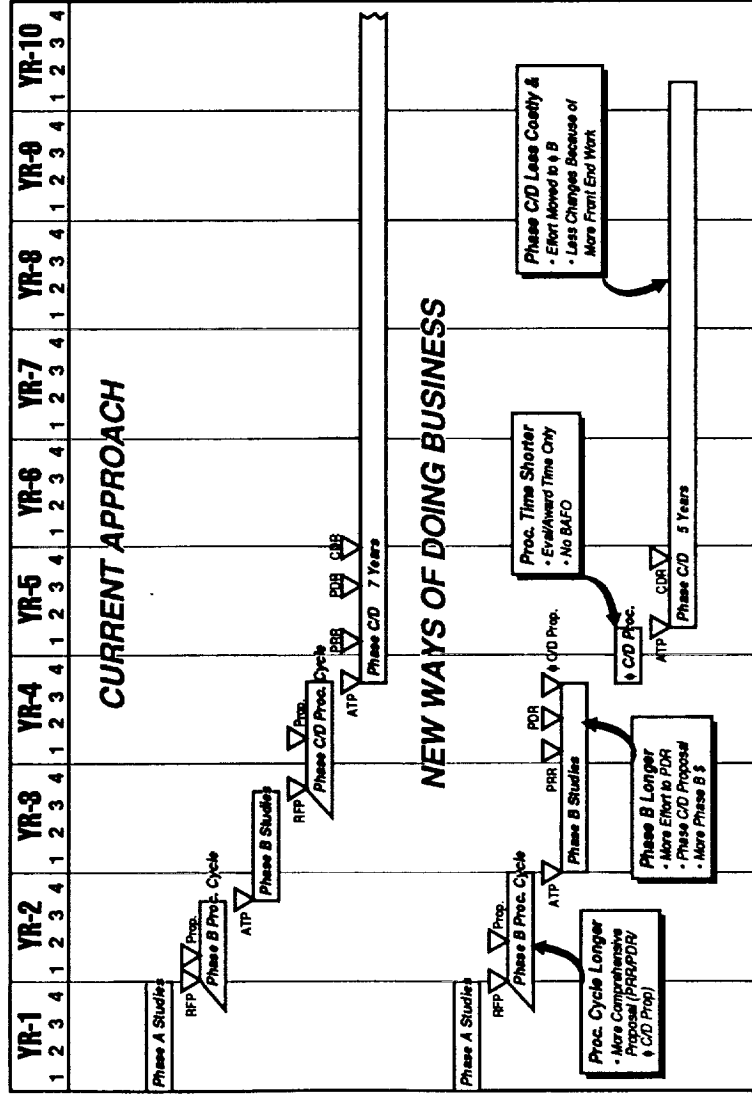 YR-1 YR-2 YR-3 YR-4 YR-5 YR-6 YR-7 YR-8 YR-9 YR-10
1 2 3 4 1 2 3 4 1 2 3 4 1 2 3 4 1 2 3 4 1 2 3 4 1 2 3 4 1 2 3 4 1 2 3 4 1 2 3 4
CURRENT APPROACH
Phase A Studies
RFP Prop.
Phase B Proc. Cycle
ATP
Phase B Studies
RFP Prop.
Phase C/D Proc. Cycle
ATP PRR PDR CDR
Phase C/D 7 Years
NEW WAYS OF DOING BUSINESS
Phase A Studies
RFP Prop.
Phase B Proc. Cycle
ATP PRR PDR ϕ C/D Prop.
Phase B Studies
ϕ C/D Proc.
ATP CDR
Phase C/D 5 Years
Proc. Cycle Longer
• More Comprehensive
Proposal (PRR/PDR/
ϕ C/D Prop)
Phase B Longer
• More Effort to PDR
• Phase C/D Proposal
• More Phase B $
Proc. Time Shorter
• Eval/Award Time Only
• No BAFO
Phase C/D Less Costly &
• Effort Moved to ϕ B
• Less Changes Because of
More Front End Work